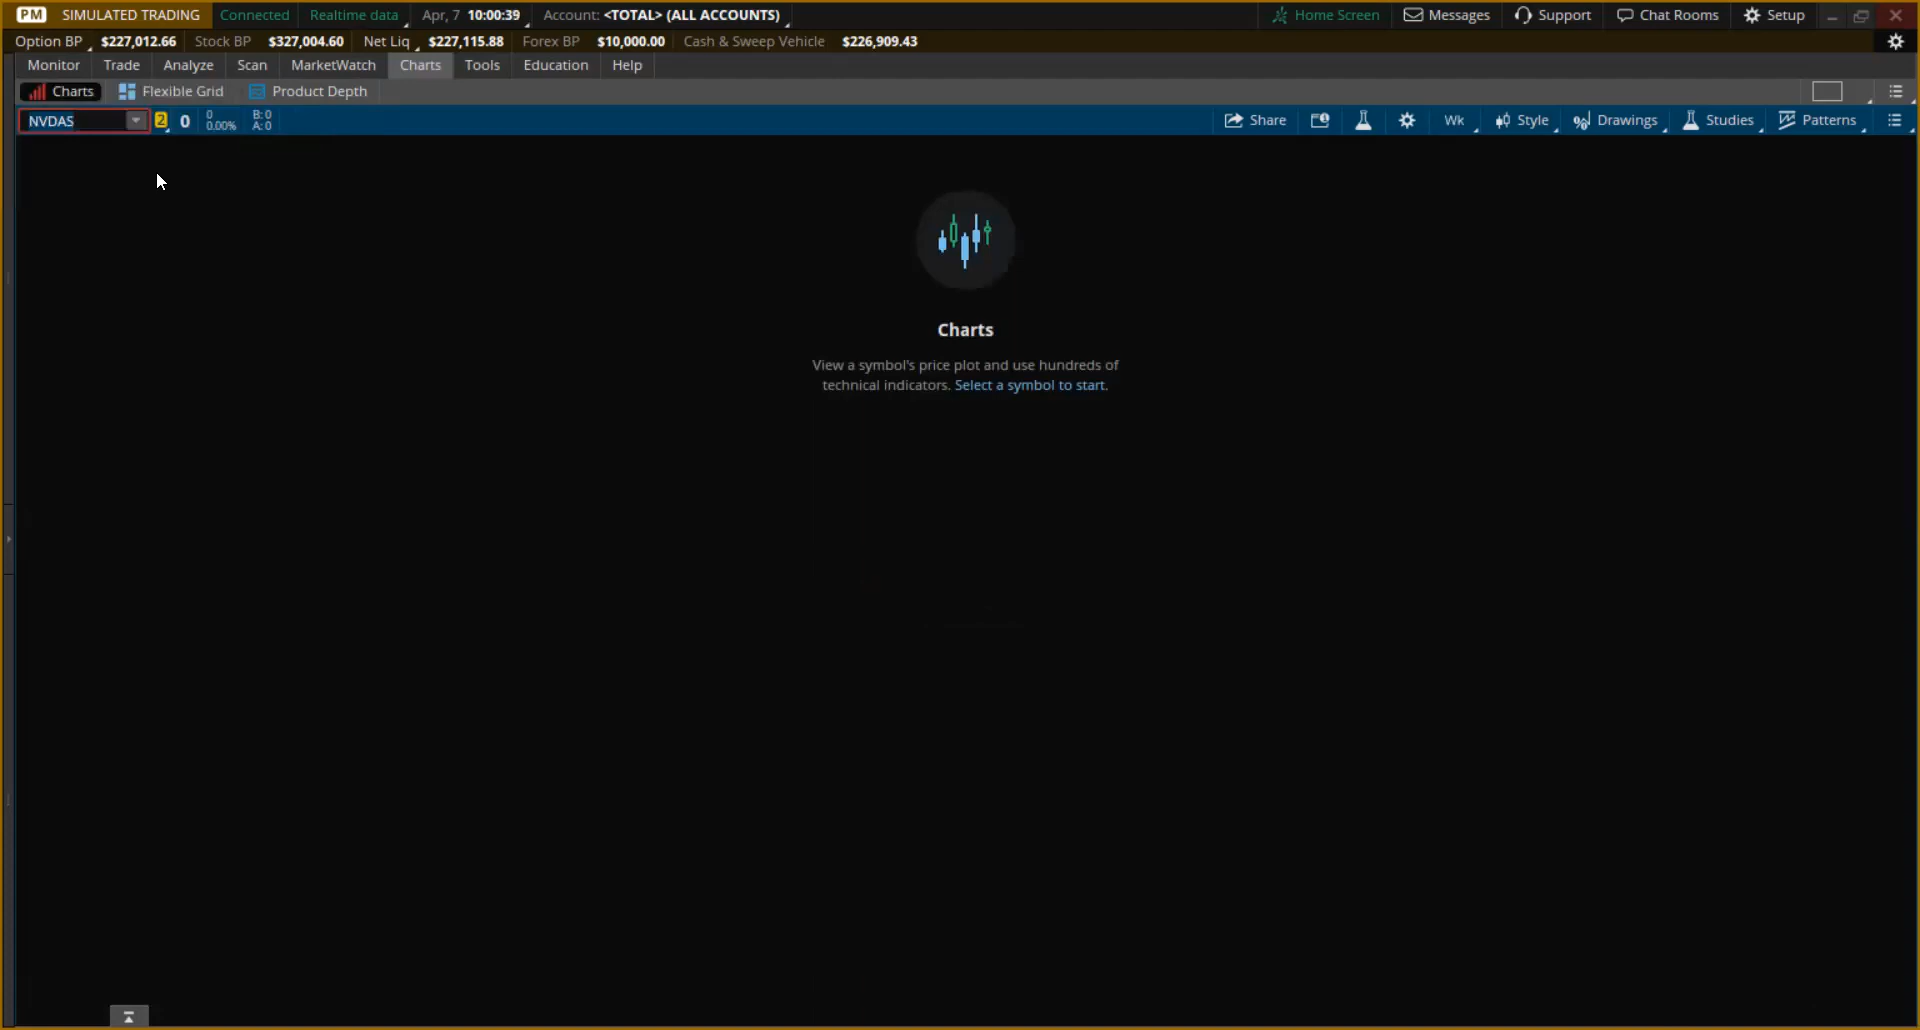 PM SIMULATED TRADING Connected Realtime data Apr, 7 10:00:39 Account: <TOTAL> (ALL ACCOUNTS) Home Screen Messages Support Chat Rooms Setup
Option BP $227,012.66 Stock BP $327,004.60 Net Liq $227,115.88 Forex BP $10,000.00 Cash & Sweep Vehicle $226,909.43
Monitor Trade Analyze Scan MarketWatch Charts Tools Education Help
Charts Flexible Grid Product Depth
NVDAS 2 0 0 0.00% B: 0 A: 0 Share Wk Style Drawings Studies Patterns
Charts
View a symbol's price plot and use hundreds of
technical indicators. Select a symbol to start.